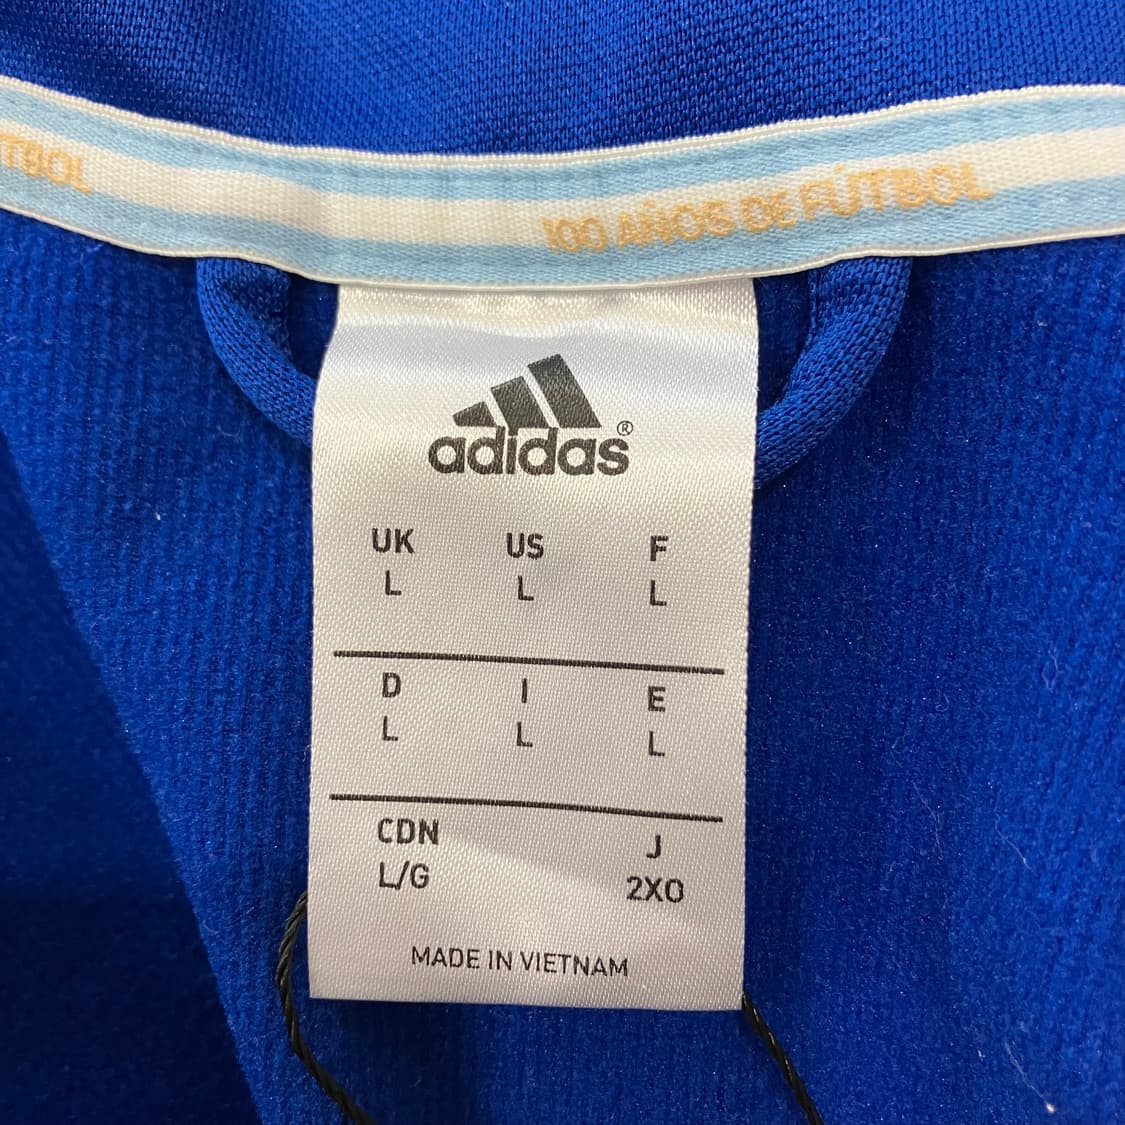 TBOL
100 AÑOS DE FÚTBOL
adidas®
UK US F
L L L
D I E
L L L
CDN J
L/G 2XO
MADE IN VIETNAM